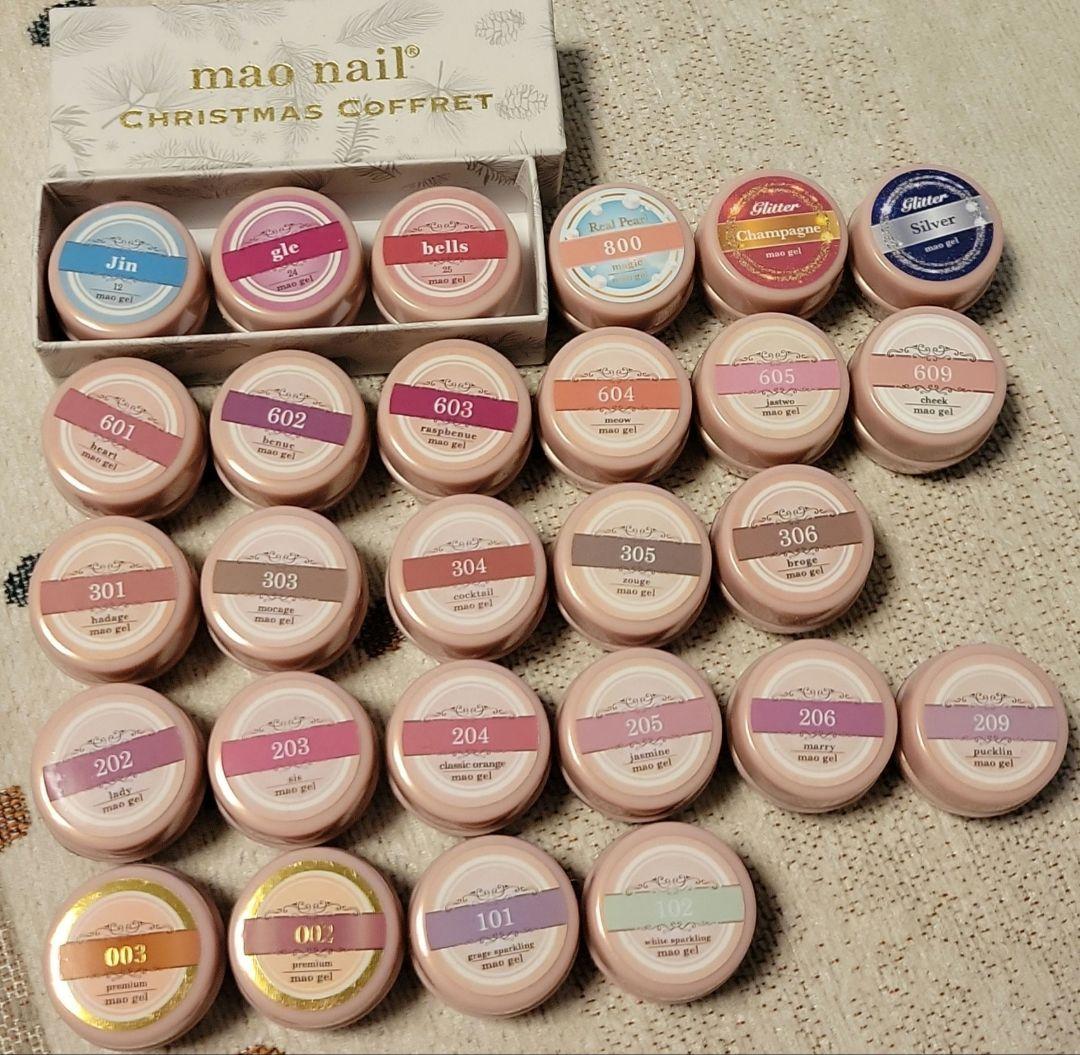 mao nail®
CHRISTMAS COFFRET
Jin
12
mao gel
gle
24
mao gel
bells
25
mao gel
Real Pearl
800
magic
mao gel
Glitter
Champagne
mao gel
Glitter
Silver
mao gel
601
heart
mao gel
602
benue
mao gel
603
raspbenue
mao gel
604
meow
mao gel
605
jastwo
mao gel
609
cheek
mao gel
301
hadage
mao gel
303
mocage
mao gel
304
cocktail
mao gel
305
zouge
mao gel
306
broge
mao gel
202
lady
mao gel
203
sis
mao gel
204
classic orange
mao gel
205
jasmine
mao gel
206
marry
mao gel
209
pucklin
mao gel
003
premium
mao gel
002
premium
mao gel
101
grage sparkling
mao gel
102
white sparkling
mao gel